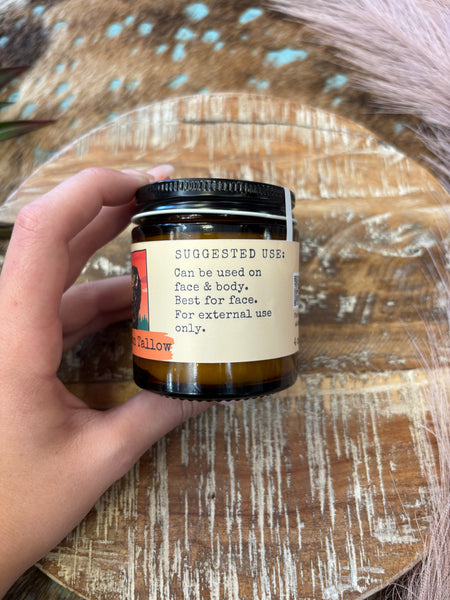 SUGGESTED USE:
Can be used on
face & body.
Best for face.
For external use
only.
Tallow